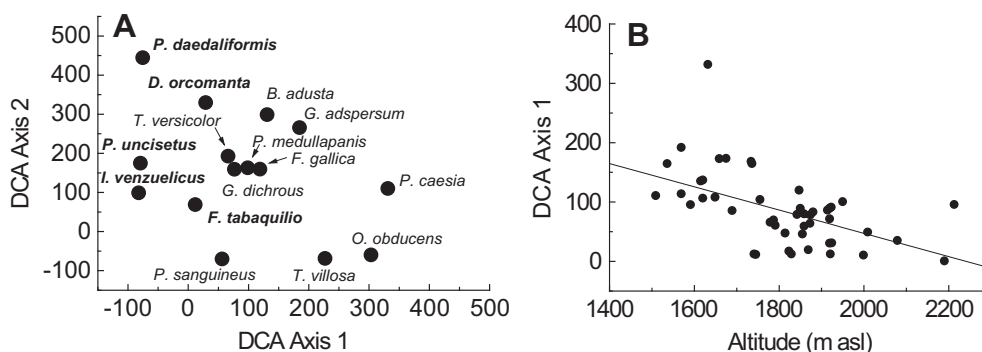 A
DCA Axis 2
500
400
300
200
100
0
-100
P. daedaliformis
D. orcomanta
B. adusta
T. versicolor
G. adspersum
P. uncisetus
P. medullapanis
F. gallica
I. venzuelicus
G. dichrous
P. caesia
F. tabaquilio
O. obducens
P. sanguineus
T. villosa
-100 0 100 200 300 400 500
DCA Axis 1
B
DCA Axis 1
400
300
200
100
0
1400 1600 1800 2000 2200
Altitude (m asl)